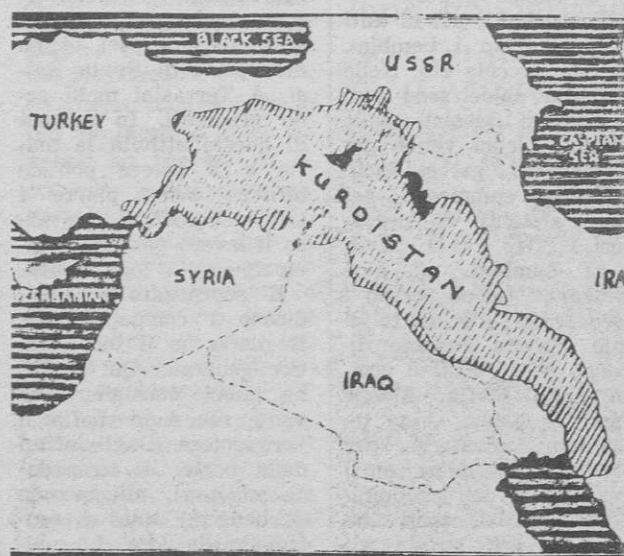 BLACK SEA
USSR
TURKEY
CASPIAN
SEA
KURDISTAN
SYRIA
IRA
IRAQ